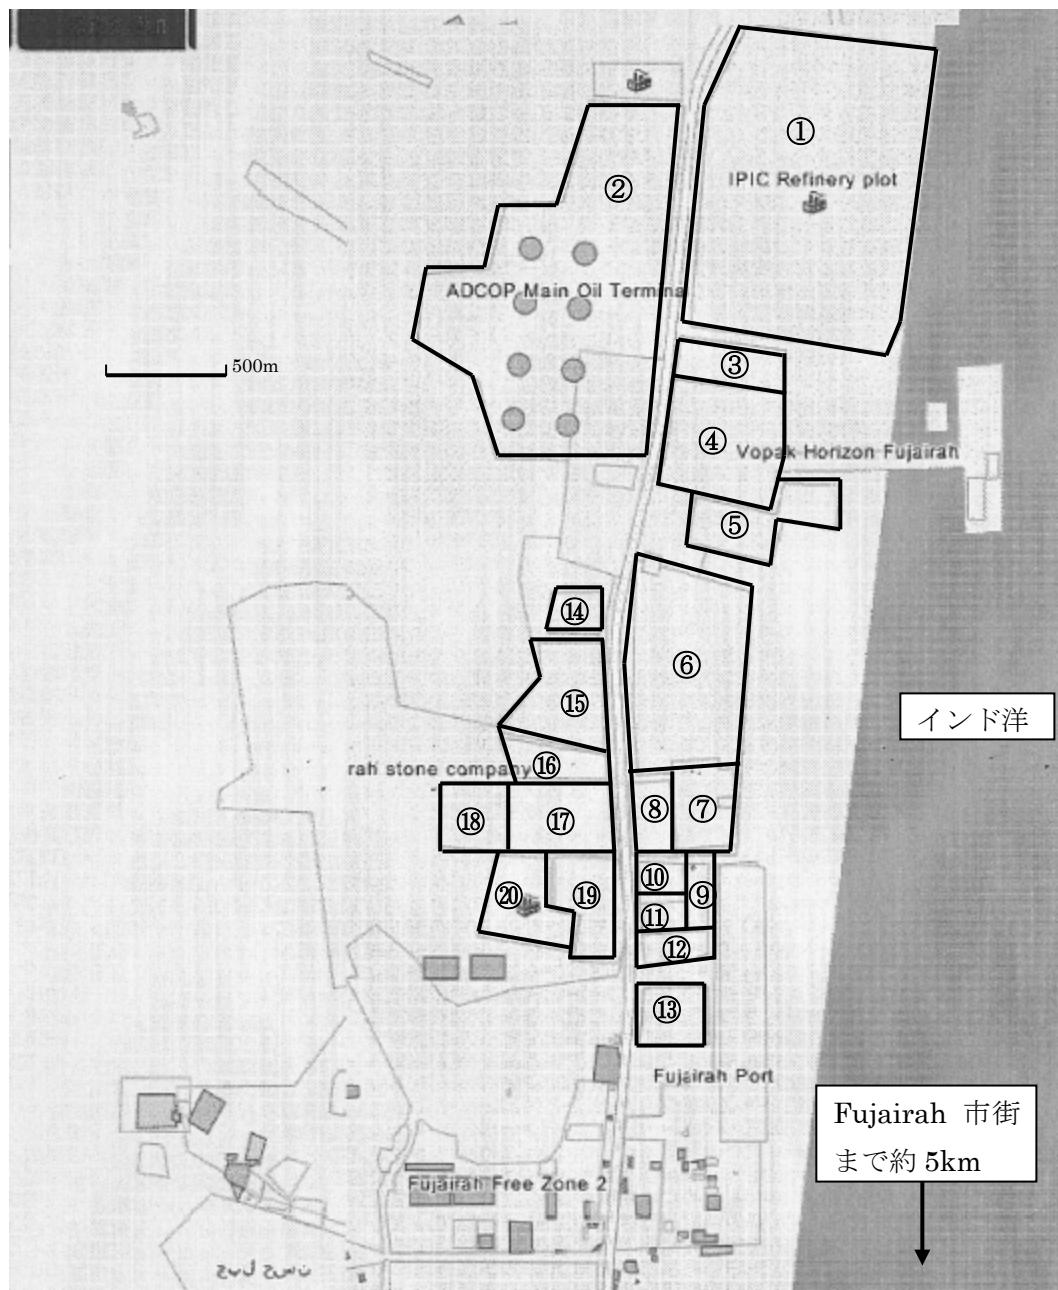 ①
IPIC Refinery plot
②
ADCOP Main Oil Termina
500m
③
④
Vopak Horizon Fujairah
⑤
⑭
⑥
⑮
インド洋
⑯
rah stone company
⑱
⑰
⑧
⑦
⑩
⑨
⑳
⑲
⑪
⑫
⑬
Fujairah Port
Fujairah 市街
まで約 5km
Fujairah Free Zone 2